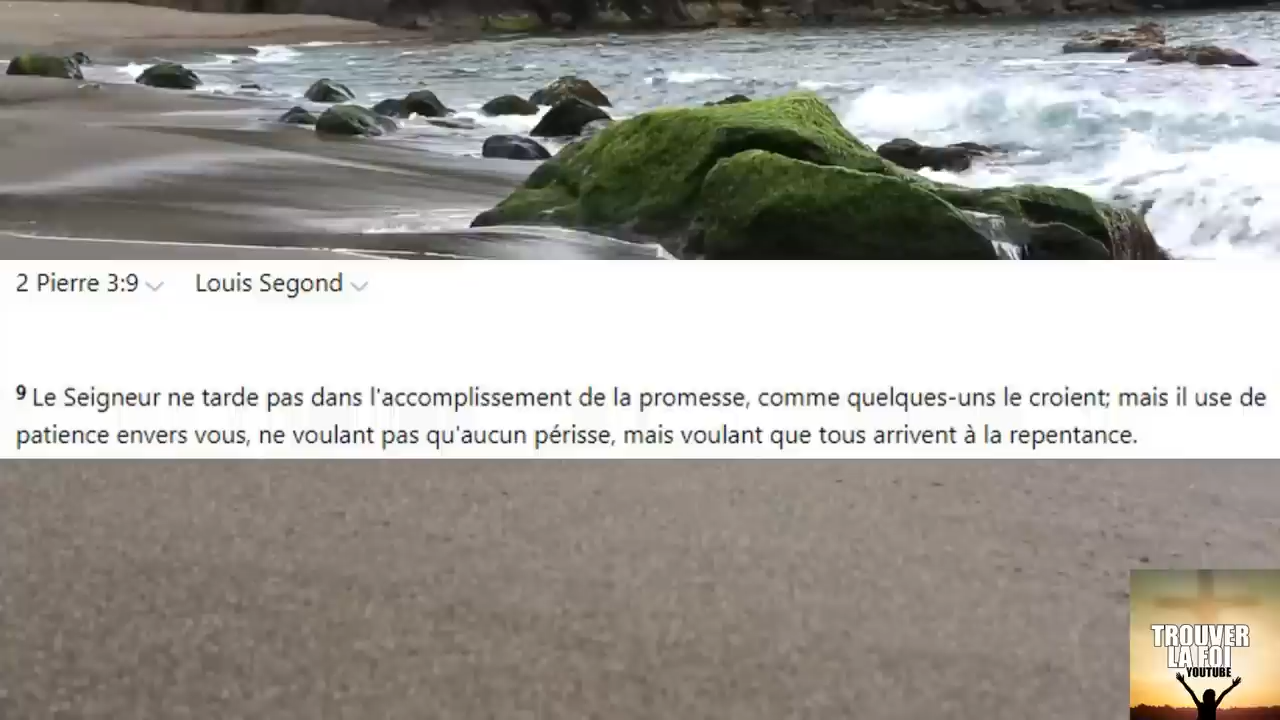 2 Pierre 3:9 Louis Segond
9 Le Seigneur ne tarde pas dans l'accomplissement de la promesse, comme quelques-uns le croient; mais il use de
patience envers vous, ne voulant pas qu'aucun périsse, mais voulant que tous arrivent à la repentance.
TROUVER
LA FOI
YOUTUBE